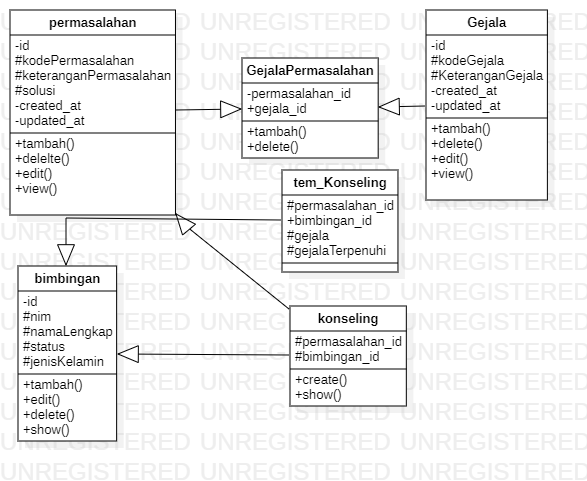 permasalahan
-id
#kodePermasalahan
#keteranganPermasalahan
#solusi
-created_at
-updated_at
+tambah()
+delelte()
+edit()
+view()
GejalaPermasalahan
-permasalahan_id
+gejala_id
+tambah()
+delete()
Gejala
-id
#kodeGejala
#KeteranganGejala
-created_at
-updated_at
+tambah()
+delete()
+edit()
+view()
tem_Konseling
#permasalahan_id
+bimbingan_id
#gejala
#gejalaTerpenuhi
bimbingan
-id
#nim
#namaLengkap
#status
#jenisKelamin
+tambah()
+edit()
+delete()
+show()
konseling
#permasalahan_id
#bimbingan_id
+create()
+show()
UNREGISTERED